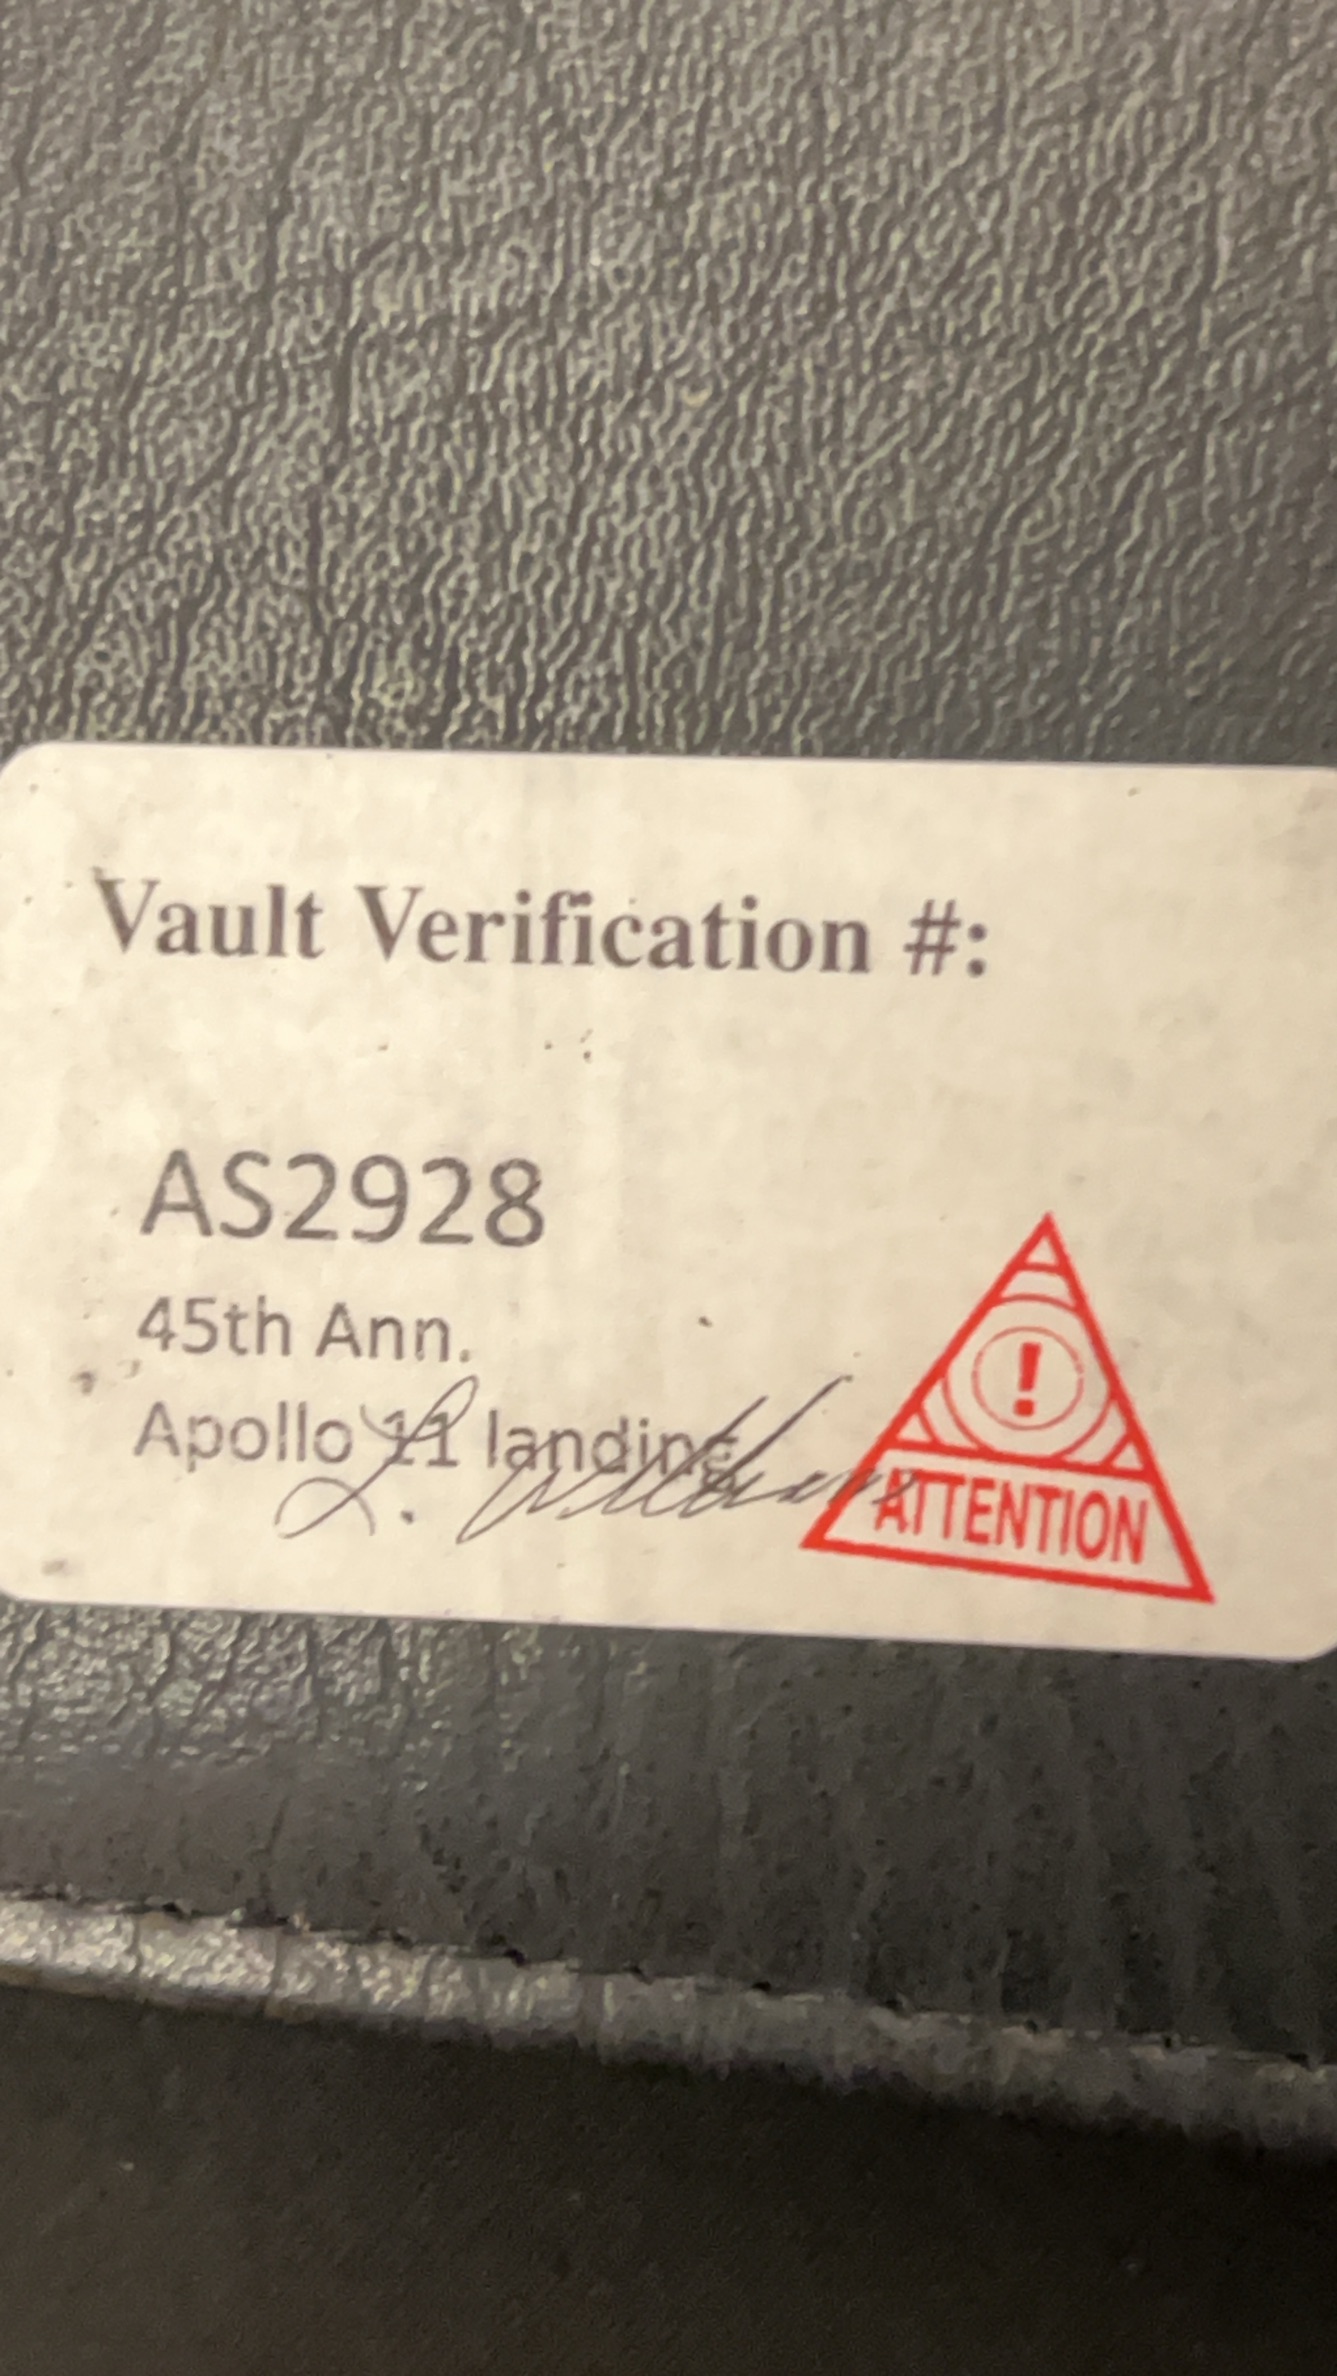 Vault Verification #:
AS2928
45th Ann.
Apollo 11 landing
!
ATTENTION